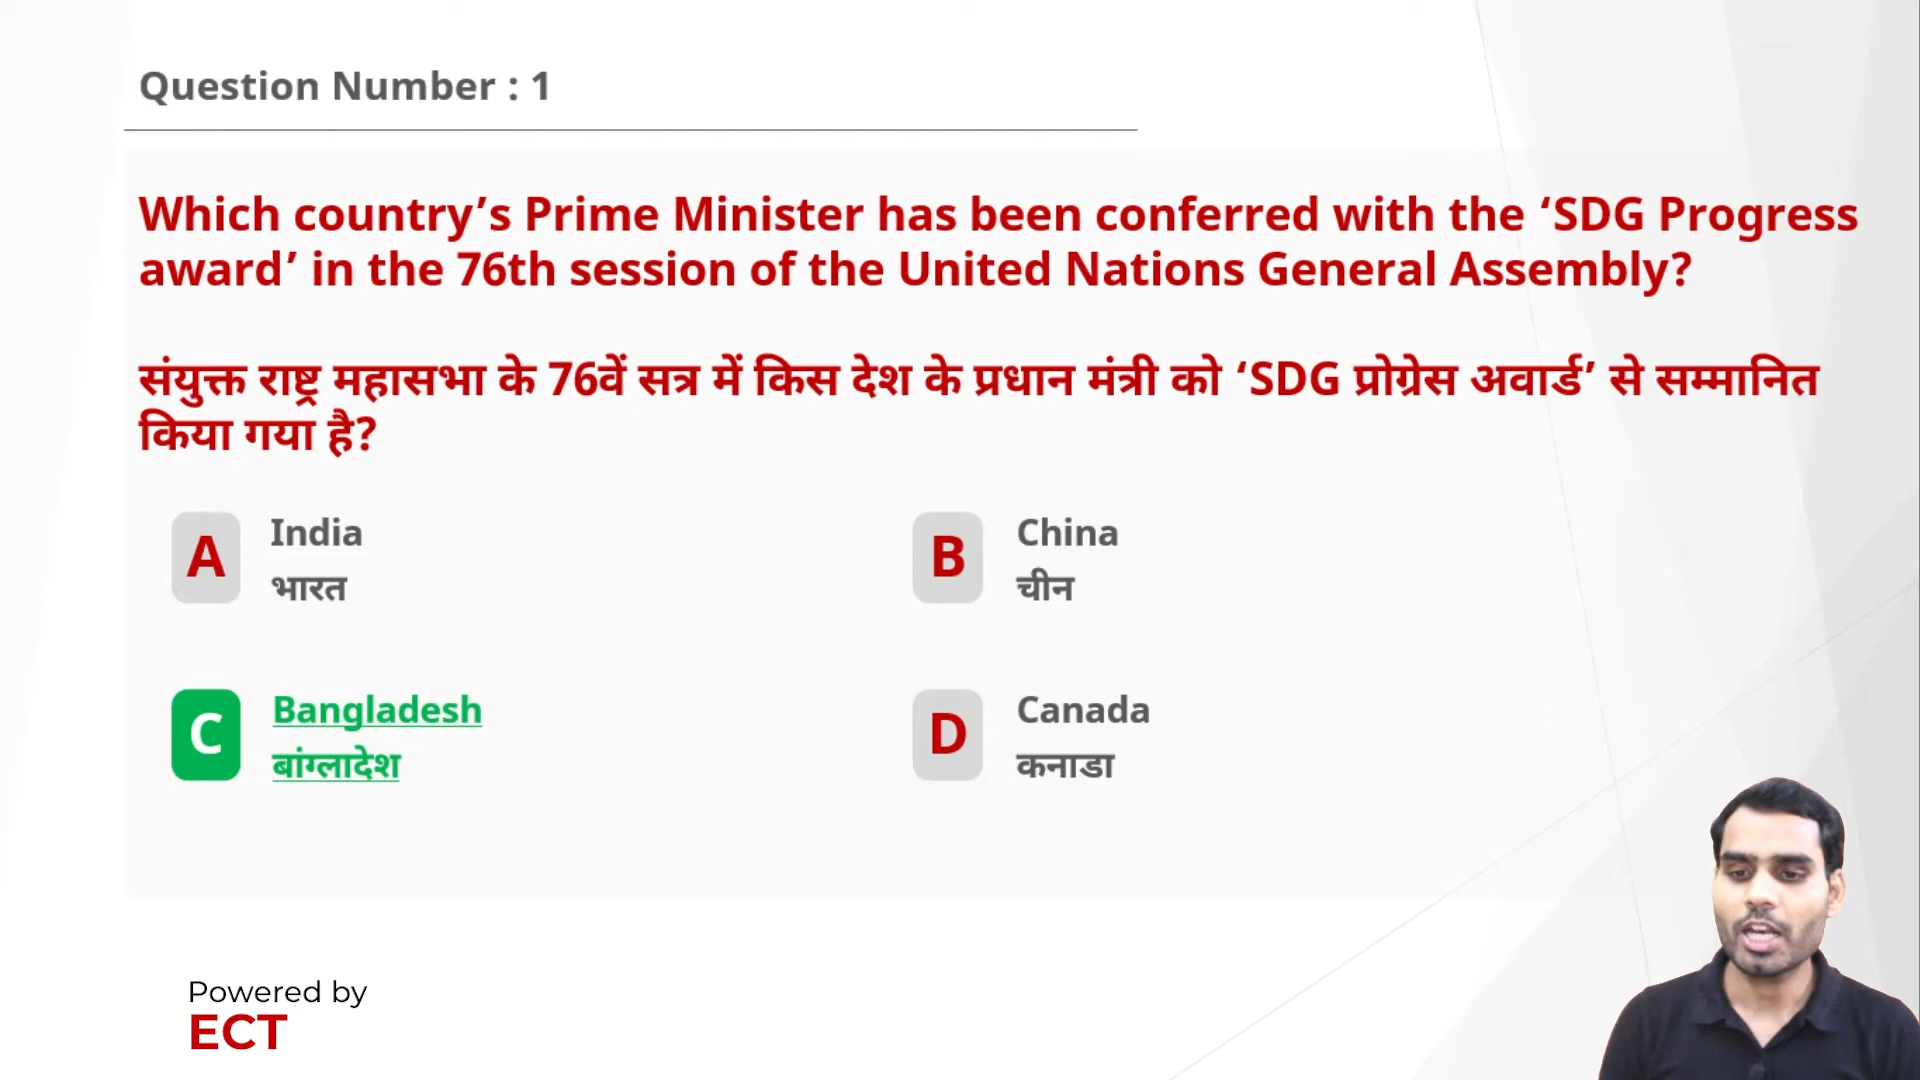 Question Number : 1
Which country’s Prime Minister has been conferred with the ‘SDG Progress
award’ in the 76th session of the United Nations General Assembly?
संयुक्त राष्ट्र महासभा के 76वें सत्र में किस देश के प्रधान मंत्री को ‘SDG प्रोग्रेस अवार्ड’ से सम्मानित
किया गया है?
A India
भारत
B China
चीन
C Bangladesh
बांग्लादेश
D Canada
कनाडा
Powered by
ECT